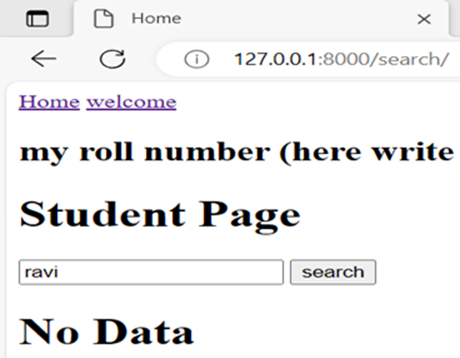 Home
127.0.0.1:8000/search/
Home welcome
my roll number (here write
Student Page
ravi search
No Data